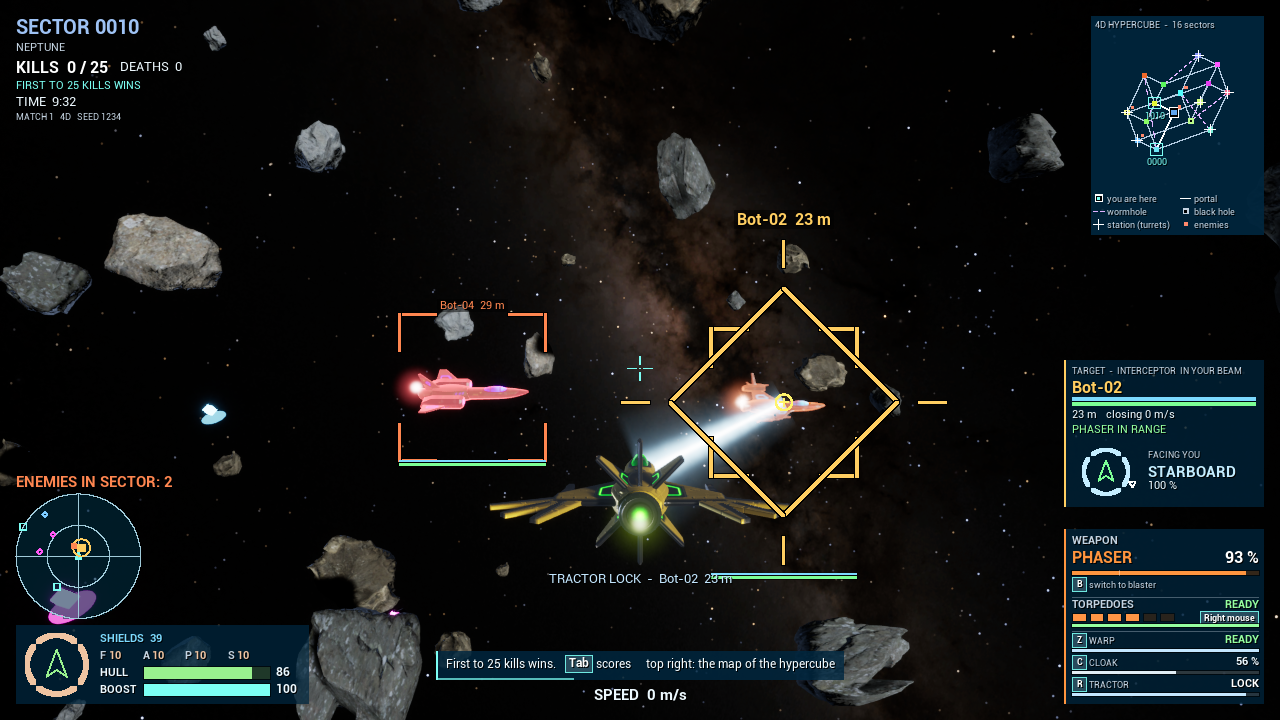 SECTOR 0010
NEPTUNE
KILLS 0 / 25 DEATHS 0
FIRST TO 25 KILLS WINS
TIME 9:32
MATCH 1 4D SEED 1234
4D HYPERCUBE - 16 sectors
0000
you are here
portal
wormhole
black hole
station (turrets)
enemies
Bot-02 23 m
Bot-04 29 m
TARGET - INTERCEPTOR IN YOUR BEAM
Bot-02
23 m closing 0 m/s
PHASER IN RANGE
FACING YOU
STARBOARD
100 %
ENEMIES IN SECTOR: 2
TRACTOR LOCK - Bot-02 23 m
WEAPON
PHASER 93 %
B switch to blaster
TORPEDOES READY
Right mouse
Z WARP READY
C CLOAK 56 %
R TRACTOR LOCK
SHIELDS 39
F 10 A 10 P 10 S 10
HULL 86
BOOST 100
First to 25 kills wins. Tab scores top right: the map of the hypercube
SPEED 0 m/s